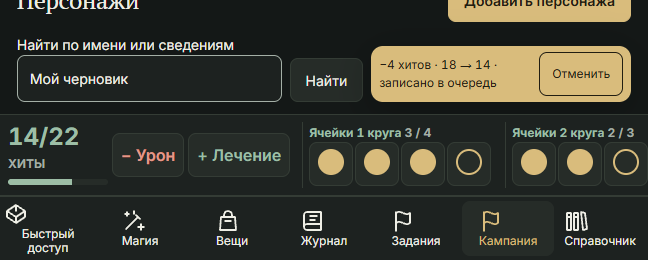 Персонажи
Добавить персонажа
Найти по имени или сведениям
Мой черновик
Найти
−4 хитов · 18 → 14 ·
записано в очередь
Отменить
14/22
ХИТЫ
− Урон
+ Лечение
Ячейки 1 круга 3 / 4
Ячейки 2 круга 2 / 3
Быстрый
доступ
Магия
Вещи
Журнал
Задания
Кампания
Справочник